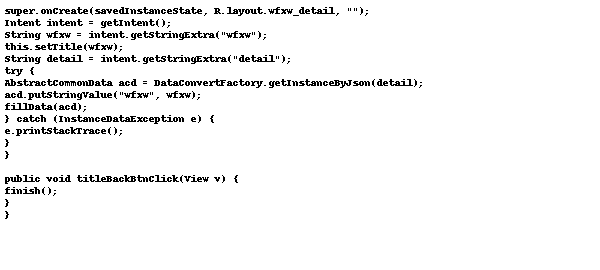 super.onCreate(savedInstanceState, R.layout.wfxw_detail, "");
Intent intent = getIntent();
String wfxw = intent.getStringExtra("wfxw");
this.setTitle(wfxw);
String detail = intent.getStringExtra("detail");
try {
AbstractCommonData acd = DataConvertFactory.getInstanceByJson(detail);
acd.putStringValue("wfxw", wfxw);
fillData(acd);
} catch (InstanceDataException e) {
e.printStackTrace();
}
}

public void titleBackBtnClick(View v) {
finish();
}
}